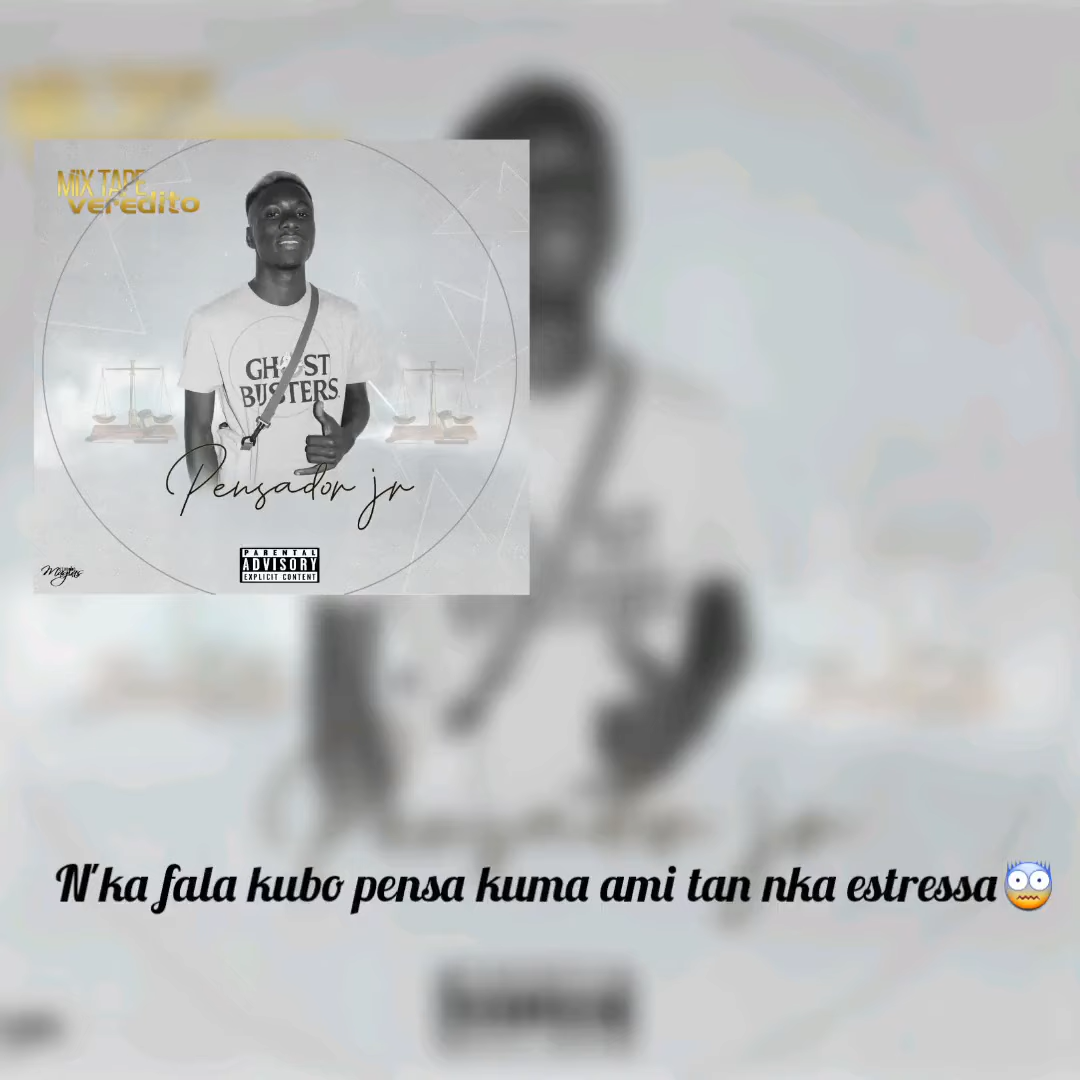 MIX TAPE
veredito
GHOST
BUSTERS
Pensador jr
PARENTAL
ADVISORY
EXPLICIT CONTENT
N'ka fala kubo pensa kuma ami tan nka estressa😨